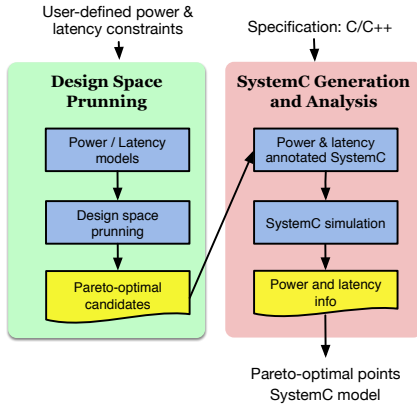 User-defined power &
latency constraints
Specification: C/C++
Design Space
Prunning
Power / Latency
models
Design space
prunning
Pareto-optimal
candidates
SystemC Generation
and Analysis
Power & latency
annotated SystemC
SystemC simulation
Power and latency
info
Pareto-optimal points
SystemC model